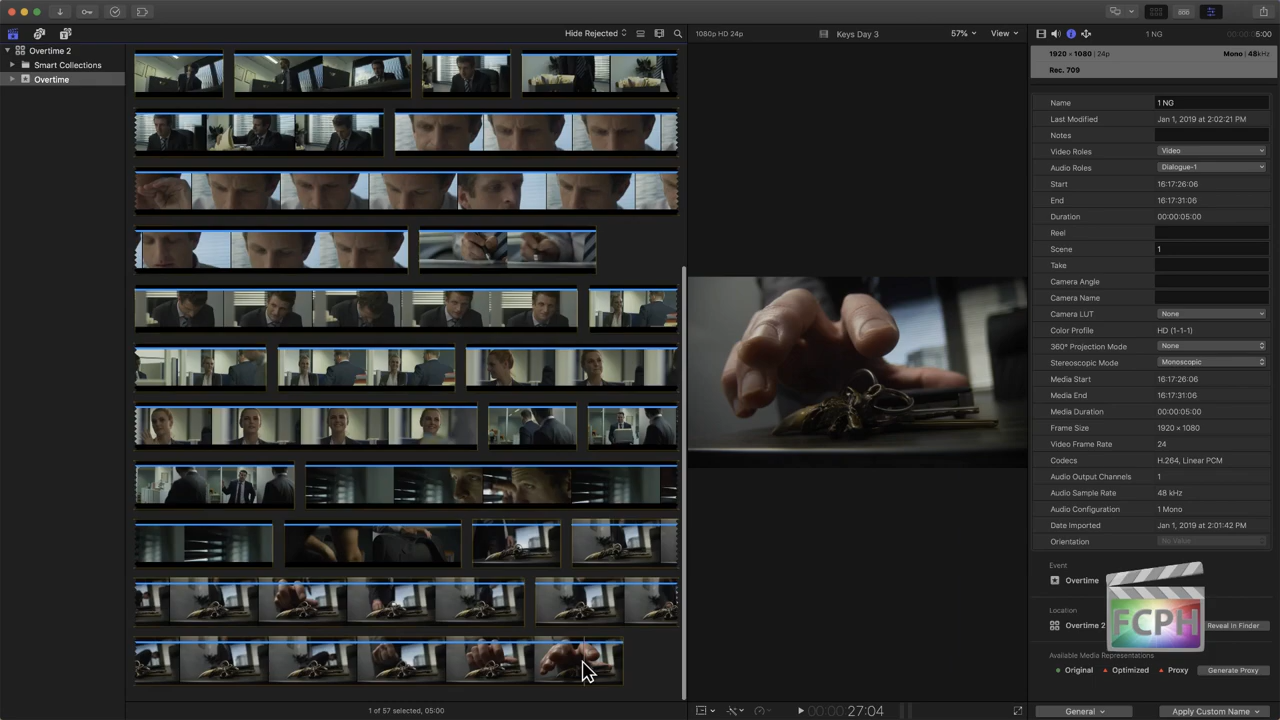 Hide Rejected
1080p HD 24p
Keys Day 3
57%
View
1 NG
5:00
Overtime 2
Smart Collections
Overtime
1920 × 1080 | 24p
Mono | 48kHz
Rec. 709
Name
1 NG
Last Modified
Jan 1, 2019 at 2:02:21 PM
Notes
Video Roles
Video
Audio Roles
Dialogue-1
Start
16:17:26:06
End
16:17:31:06
Duration
00:00:05:00
Reel
Scene
1
Take
Camera Angle
Camera Name
Camera LUT
None
Color Profile
HD (1-1-1)
360° Projection Mode
None
Stereoscopic Mode
Monoscopic
Media Start
16:17:26:06
Media End
16:17:31:06
Media Duration
00:00:05:00
Frame Size
1920 × 1080
Video Frame Rate
24
Codecs
H.264, Linear PCM
Audio Output Channels
1
Audio Sample Rate
48 kHz
Audio Configuration
1 Mono
Date Imported
Jan 1, 2019 at 2:01:42 PM
Orientation
No Value
Event
Overtime
FCPH
Location
Overtime 2
Reveal in Finder
Available Media Representations
Original
Optimized
Proxy
Generate Proxy
1 of 57 selected, 05:00
00:00:27:04
General
Apply Custom Name